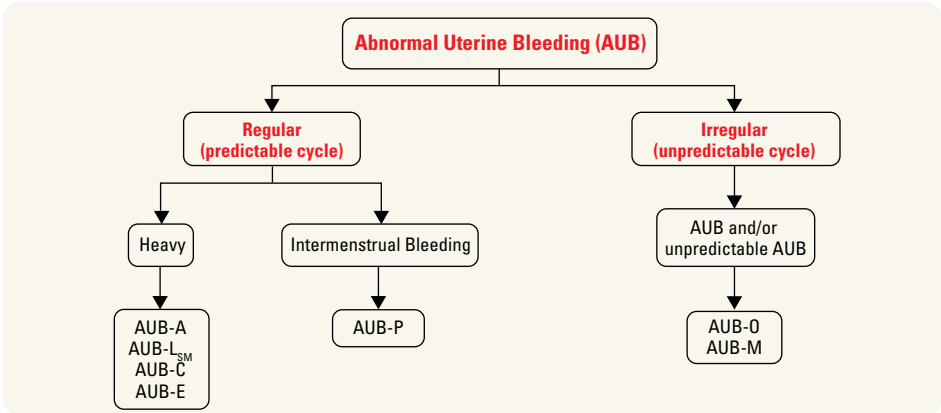 Abnormal Uterine Bleeding (AUB)
Regular
(predictable cycle)
Irregular
(unpredictable cycle)
Heavy
Intermenstrual Bleeding
AUB and/or
unpredictable AUB
AUB-A
AUB-LSM
AUB-C
AUB-E
AUB-P
AUB-O
AUB-M